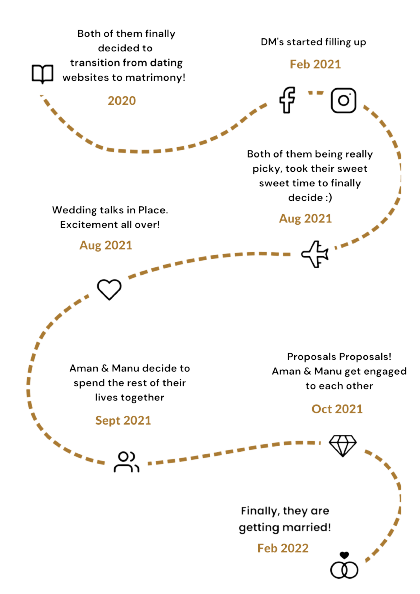 Both of them finally
decided to
transition from dating
websites to matrimony!
2020
DM's started filling up
Feb 2021
Both of them being really
picky, took their sweet
sweet time to finally
decide :)
Aug 2021
Wedding talks in Place.
Excitement all over!
Aug 2021
Aman & Manu decide to
spend the rest of their
lives together
Sept 2021
Proposals Proposals!
Aman & Manu get engaged
to each other
Oct 2021
Finally, they are
getting married!
Feb 2022